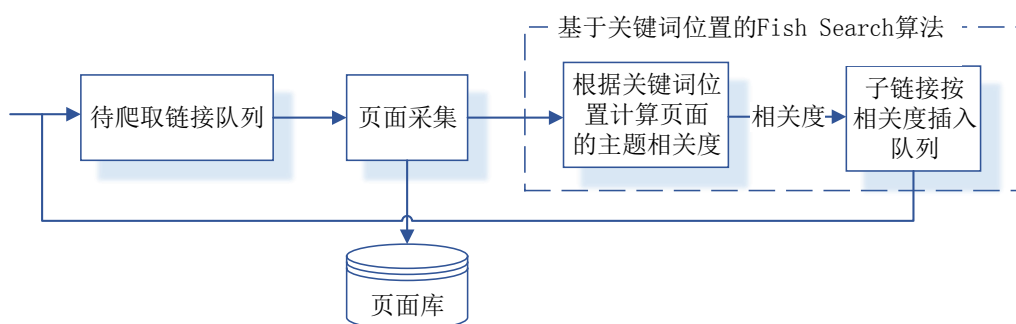 基于关键词位置的Fish Search算法
待爬取链接队列
页面采集
根据关键词位
置计算页面
的主题相关度
相关度
子链接按
相关度插入
队列
页面库